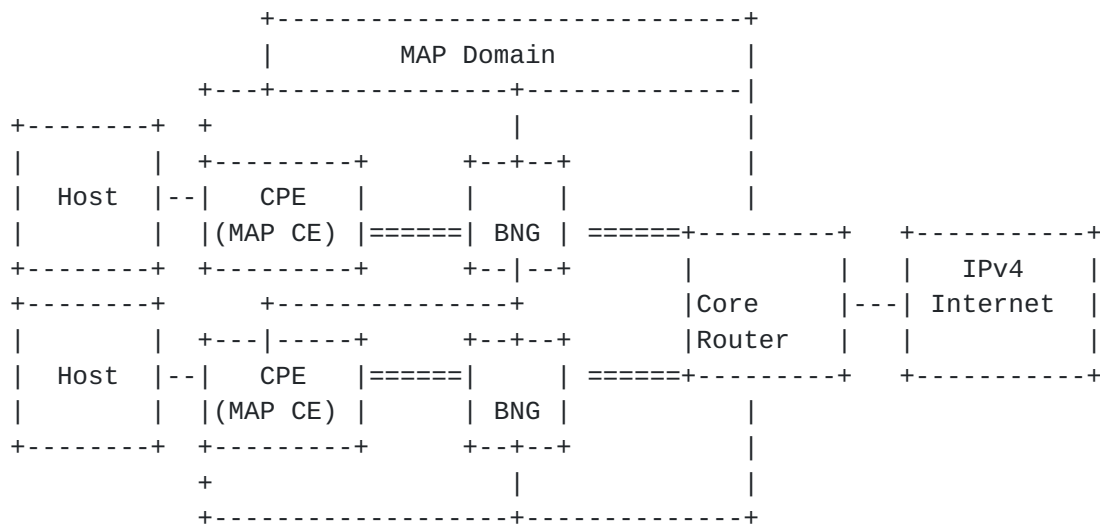 MAP Domain
Host CPE
(MAP CE) BNG
IPv4
Core Internet
Router
Host CPE
(MAP CE) BNG